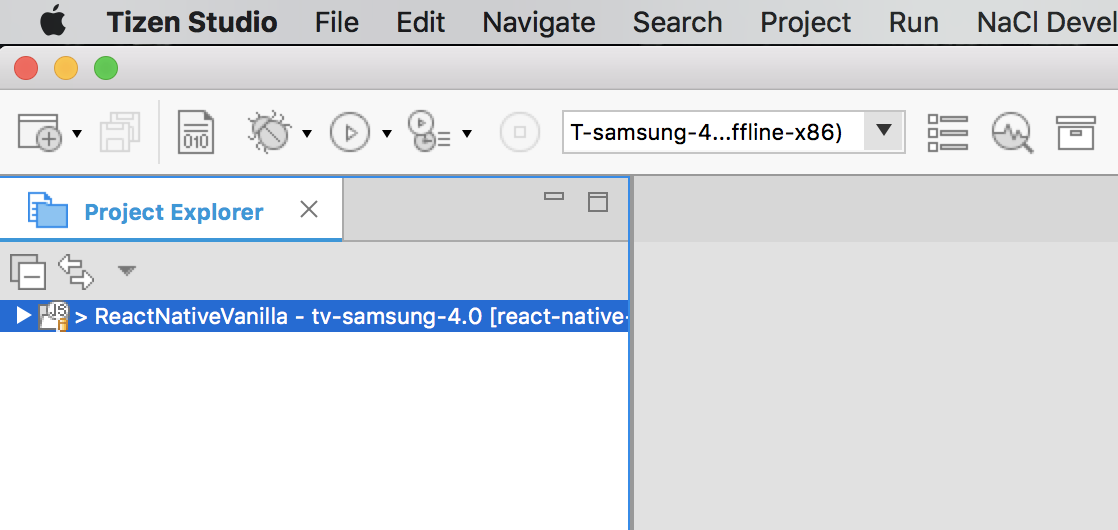 Tizen Studio File Edit Navigate Search Project Run NaCl Devel
010
T-samsung-4...ffline-x86)
Project Explorer
JS > ReactNativeVanilla - tv-samsung-4.0 [react-native-